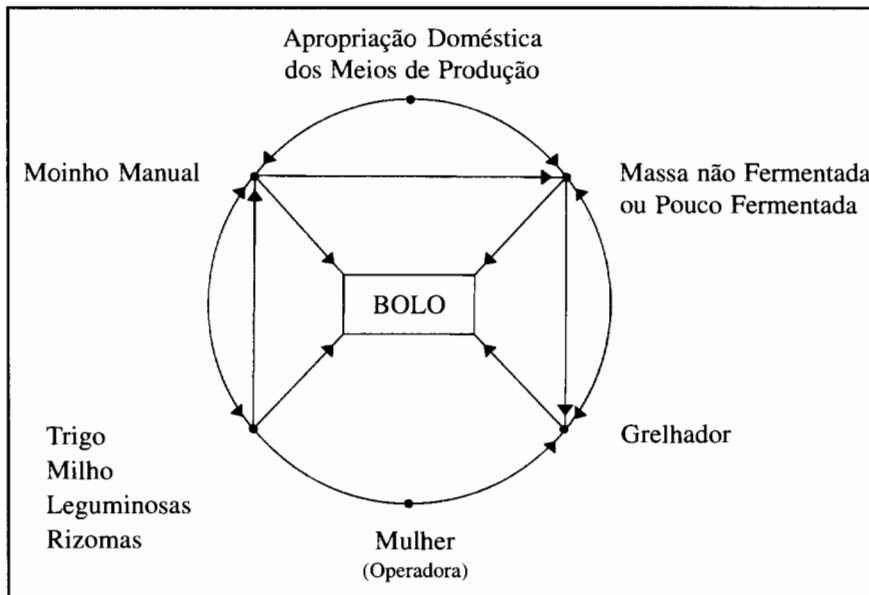 Apropriação Doméstica
dos Meios de Produção
Moinho Manual
Massa não Fermentada
ou Pouco Fermentada
BOLO
Trigo
Milho
Leguminosas
Rizomas
Grelhador
Mulher
(Operadora)